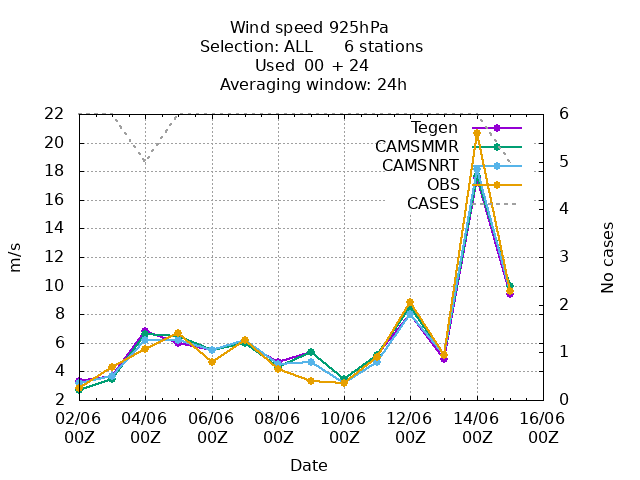 Wind speed 925hPa
Selection: ALL 6 stations
Used 00 + 24
Averaging window: 24h
22
20
18
16
14
12
10
8
6
4
2
m/s
6
5
4
3
2
1
0
No cases
Tegen
CAMSMMR
CAMSNRT
OBS
CASES
02/06 04/06 06/06 08/06 10/06 12/06 14/06 16/06
00Z 00Z 00Z 00Z 00Z 00Z 00Z 00Z
Date